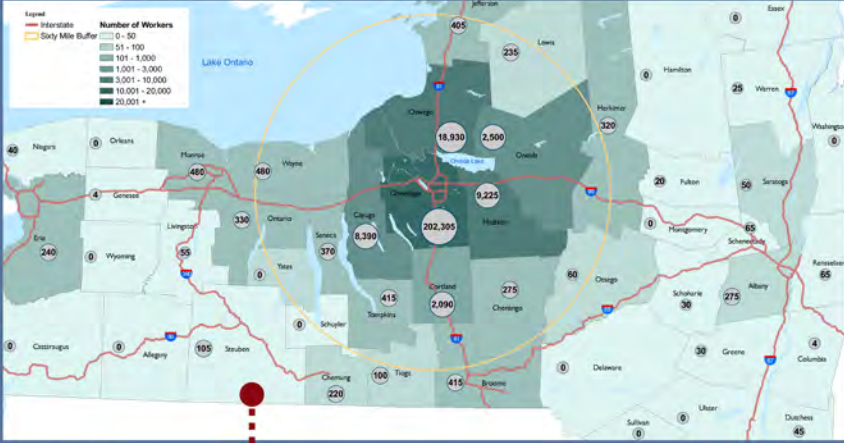 Legend
Interstate
Sixty Mile Buffer
Number of Workers
0 - 50
51 - 100
101 - 1,000
1,001 - 3,000
3,001 - 10,000
10,001 - 20,000
20,001 +
Lake Ontario
Jefferson
405
Lewis
235
Essex
0
Hamilton
0
Warren
25
Washington
0
Herkimer
320
Oswego
18,930
2,500
Oneida
Oneida Lake
Niagara
40
Orleans
0
Monroe
480
Wayne
480
Genesee
4
Ontario
330
Onondaga
202,305
9,225
Madison
Cayuga
8,390
Seneca
370
Fulton
20
Saratoga
50
Montgomery
0
Schenectady
65
Rensselaer
65
Erie
240
Wyoming
0
Livingston
55
Yates
0
Cortland
2,090
Tompkins
415
Chenango
275
Otsego
60
Schoharie
30
Albany
275
Schuyler
0
Cattaraugus
0
Allegany
0
Steuben
105
Chemung
220
Tioga
100
Broome
415
Delaware
0
Greene
30
Columbia
4
Ulster
0
Sullivan
0
Dutchess
45
81
81
87
87